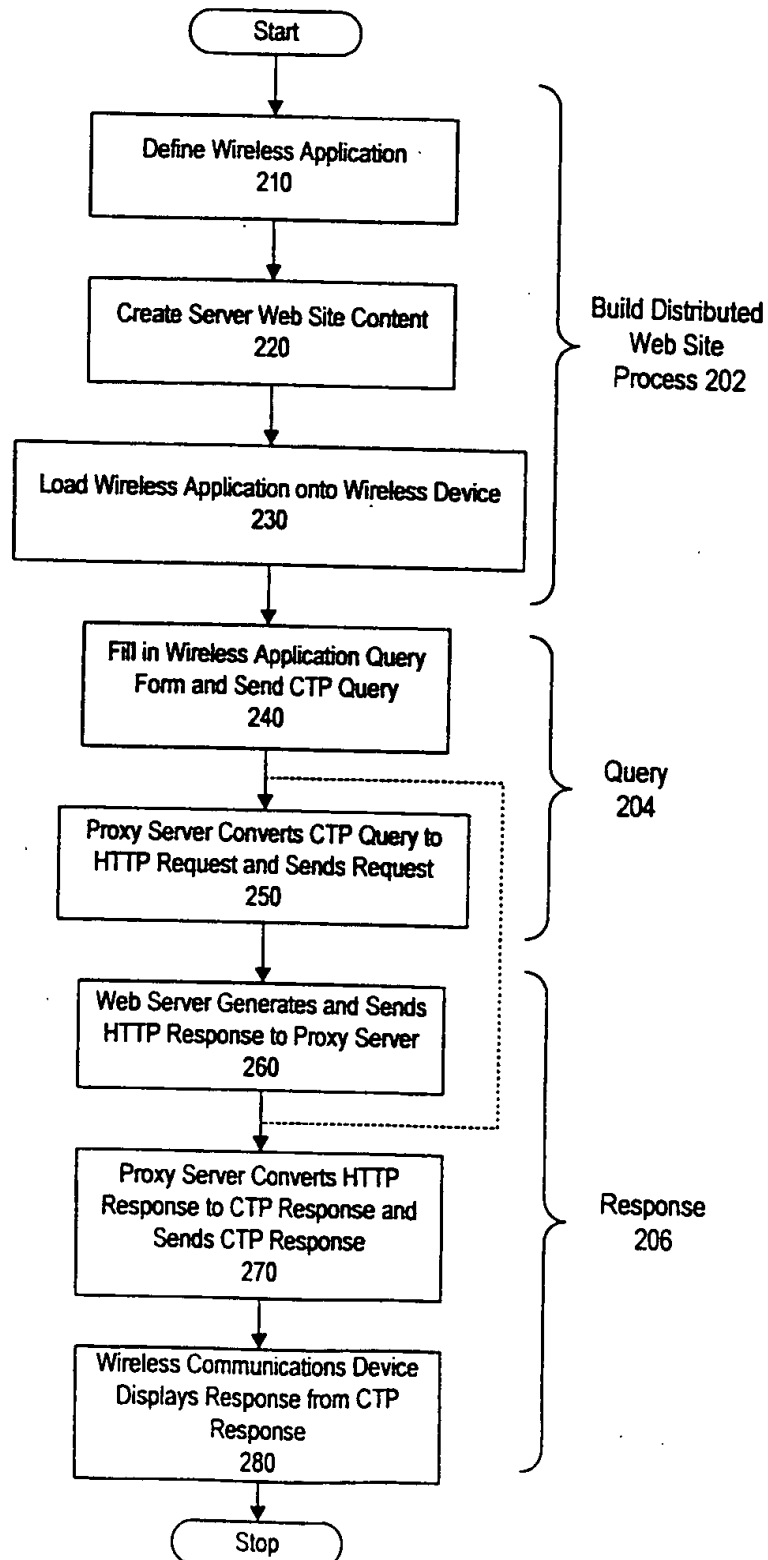 Start
Define Wireless Application
210
Create Server Web Site Content
220
Load Wireless Application onto Wireless Device
230
Build Distributed
Web Site
Process 202
Fill in Wireless Application Query
Form and Send CTP Query
240
Proxy Server Converts CTP Query to
HTTP Request and Sends Request
250
Query
204
Web Server Generates and Sends
HTTP Response to Proxy Server
260
Proxy Server Converts HTTP
Response to CTP Response and
Sends CTP Response
270
Wireless Communications Device
Displays Response from CTP
Response
280
Response
206
Stop